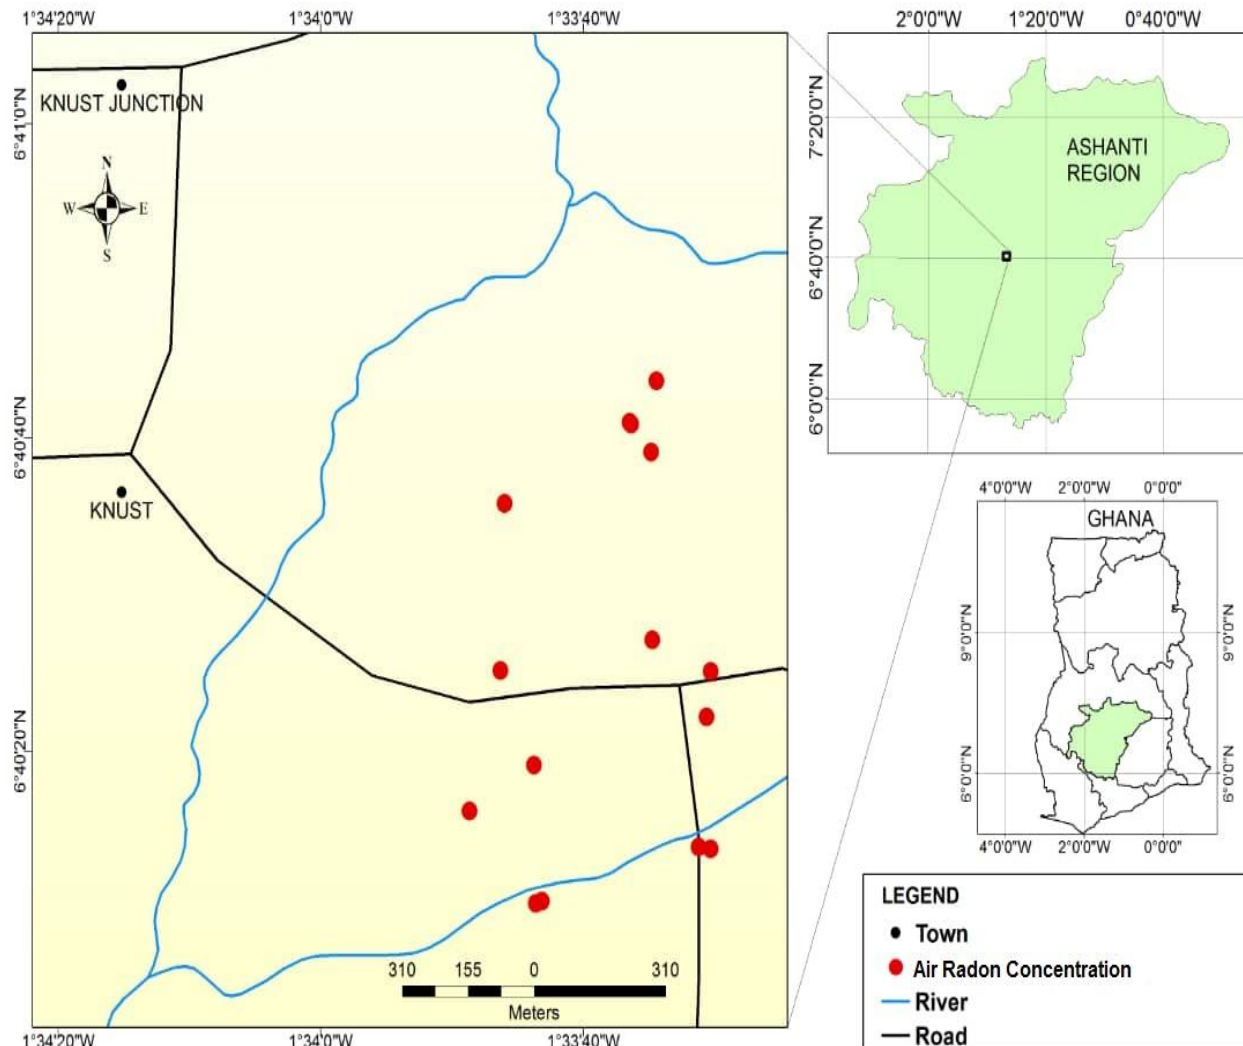 1°34'20"W 1°34'0"W 1°33'40"W
2°0'0"W 1°20'0"W 0°40'0"W
KNUST JUNCTION
6°41'0"N
N
W E
S
7°20'0"N
ASHANTI
REGION
6°40'0"N
6°0'0"N
6°40'40"N
KNUST
4°0'0"W 2°0'0"W 0°0'0"
GHANA
9°0'0"N 9°0'0"N
6°0'0"N 6°0'0"N
4°0'0"W 2°0'0"W 0°0'0"
6°40'20"N
310 155 0 310
Meters
LEGEND
Town
Air Radon Concentration
River
Road
1°34'20"W 1°34'0"W 1°33'40"W